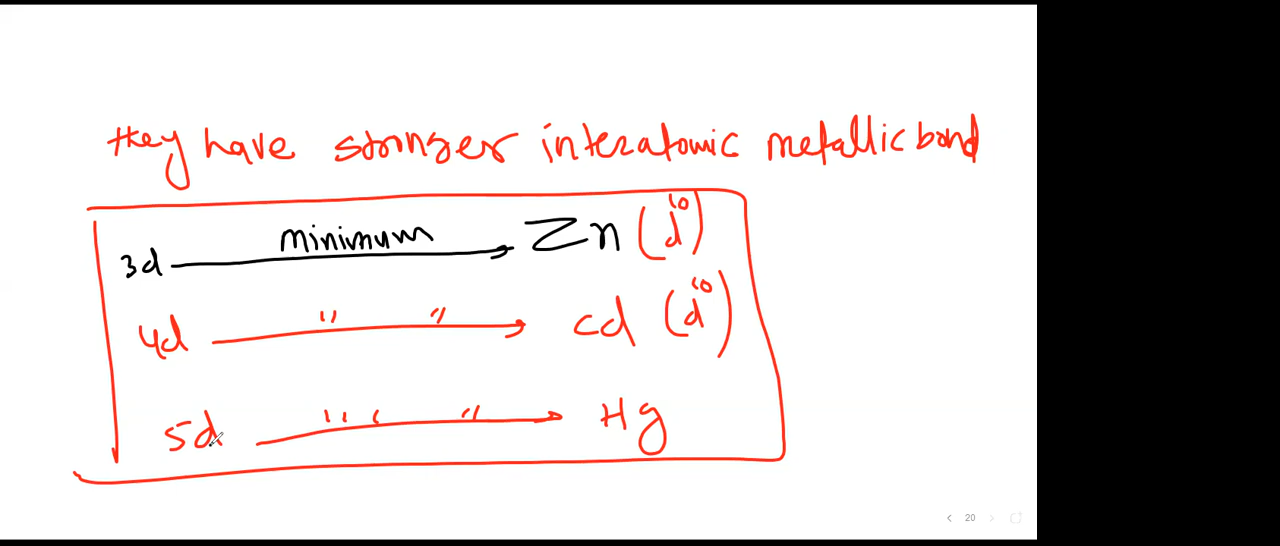 they have stronger interatomic metallic bond
3d minimum Zn (d¹⁰)
4d " " Cd (d¹⁰)
5d " ' " Hg
20